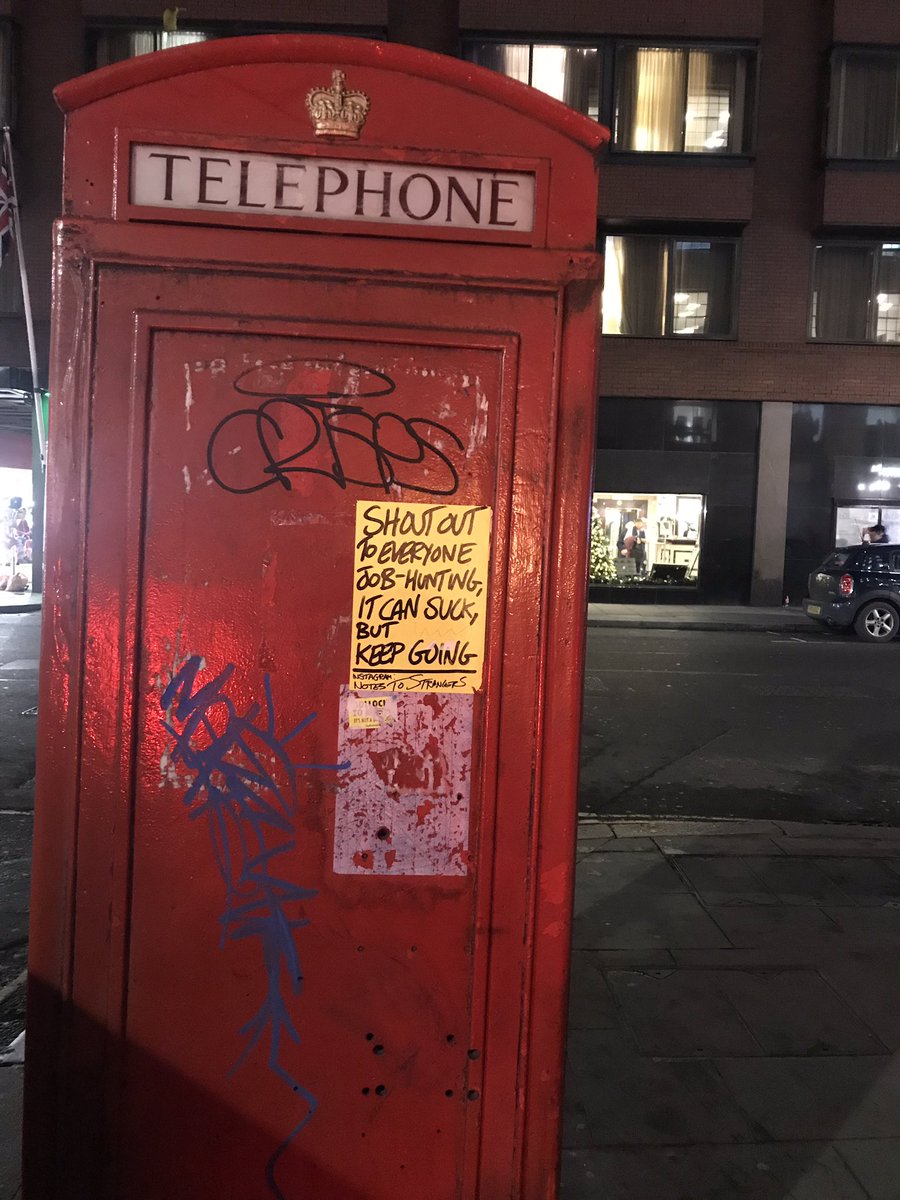 TELEPHONE
SHOUT OUT
TO EVERYONE
JOB-HUNTING,
IT CAN SUCK,
BUT
KEEP GOING
INSTAGRAM:
NOTES TO STRANGERS